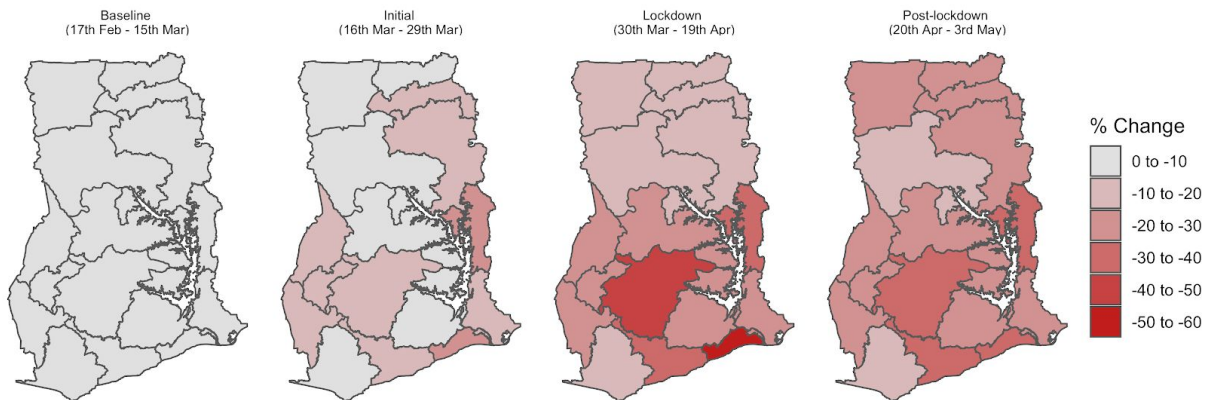 Baseline
(17th Feb - 15th Mar)
Initial
(16th Mar - 29th Mar)
Lockdown
(30th Mar - 19th Apr)
Post-lockdown
(20th Apr - 3rd May)
% Change
0 to -10
-10 to -20
-20 to -30
-30 to -40
-40 to -50
-50 to -60